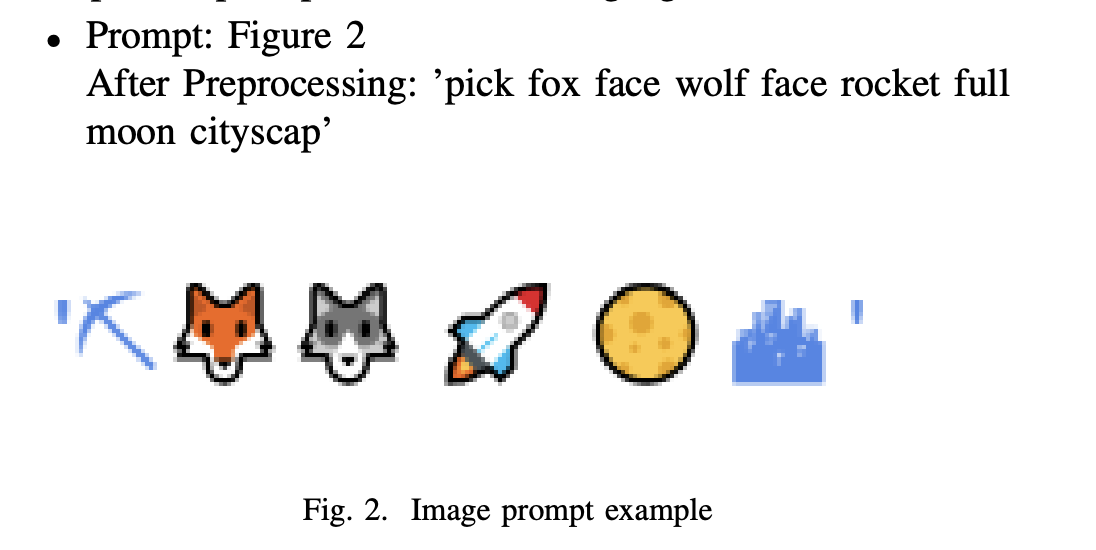 • Prompt: Figure 2
After Preprocessing: ’pick fox face wolf face rocket full
moon cityscap’
'⛏🦊🐺🚀🌕🏙'
Fig. 2. Image prompt example